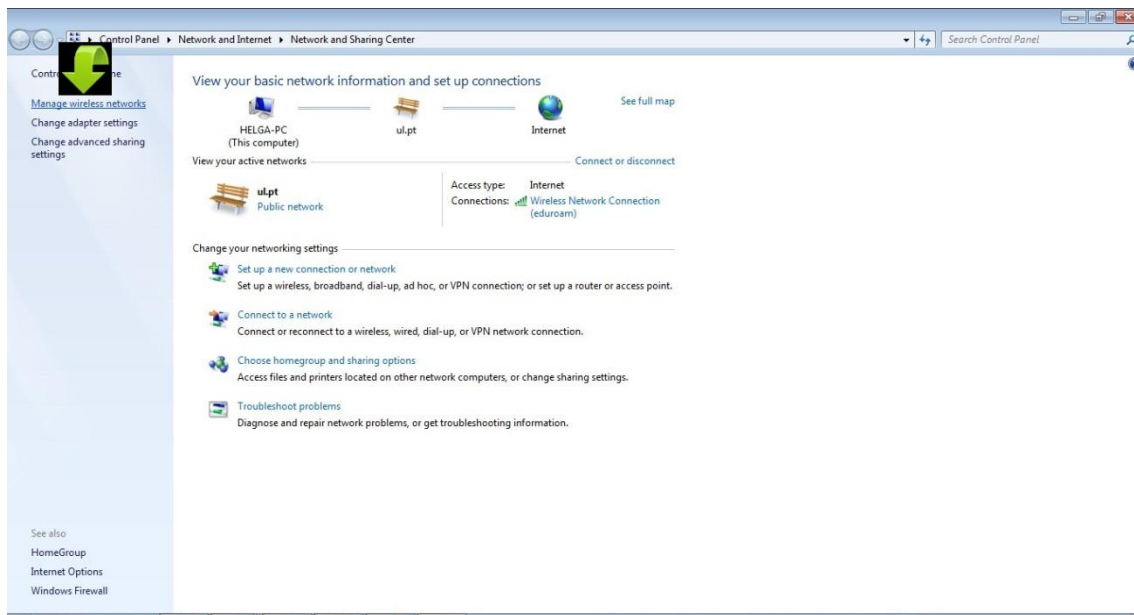 Control Panel ▸ Network and Internet ▸ Network and Sharing Center
Search Control Panel
Manage wireless networks
Change adapter settings
Change advanced sharing
settings
View your basic network information and set up connections
See full map
HELGA-PC
(This computer)
ul.pt
Internet
View your active networks
Connect or disconnect
ul.pt
Public network
Access type: Internet
Connections: Wireless Network Connection
(eduroam)
Change your networking settings
Set up a new connection or network
Set up a wireless, broadband, dial-up, ad hoc, or VPN connection; or set up a router or access point.
Connect to a network
Connect or reconnect to a wireless, wired, dial-up, or VPN network connection.
Choose homegroup and sharing options
Access files and printers located on other network computers, or change sharing settings.
Troubleshoot problems
Diagnose and repair network problems, or get troubleshooting information.
See also
HomeGroup
Internet Options
Windows Firewall